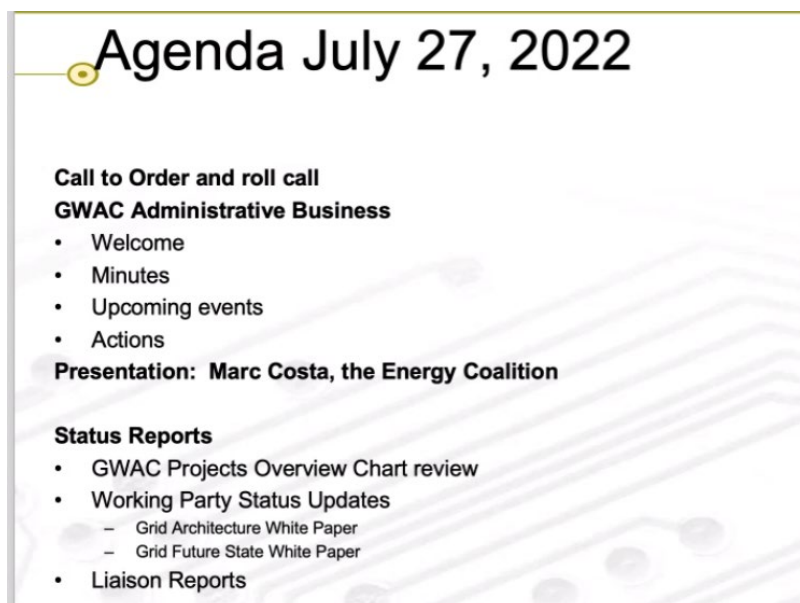 Agenda July 27, 2022
Call to Order and roll call
GWAC Administrative Business
• Welcome
• Minutes
• Upcoming events
• Actions
Presentation: Marc Costa, the Energy Coalition
Status Reports
• GWAC Projects Overview Chart review
• Working Party Status Updates
– Grid Architecture White Paper
– Grid Future State White Paper
• Liaison Reports